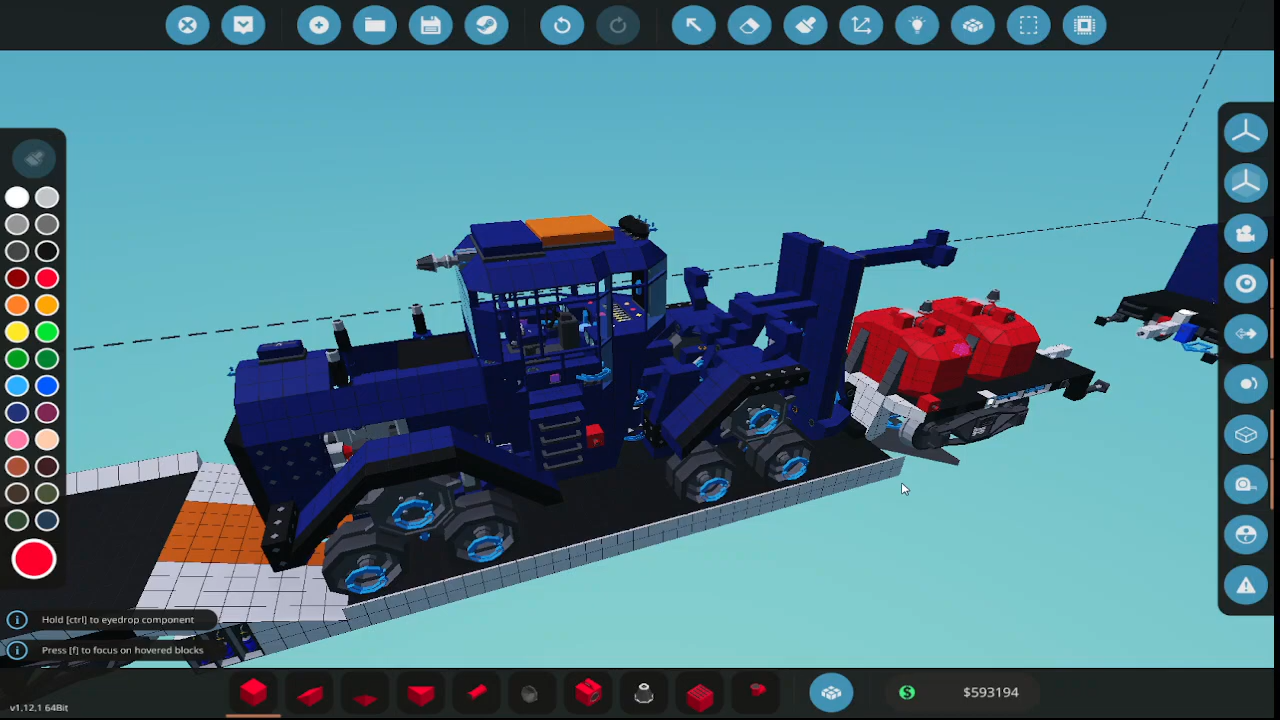 Hold [ctrl] to eyedrop component
Press [f] to focus on hovered blocks
v1.12.1 64Bit
$593194